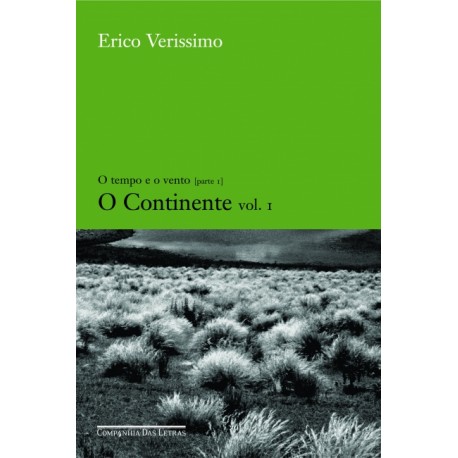 Erico Verissimo
O tempo e o vento [parte 1]
O Continente vol. 1
Companhia Das Letras